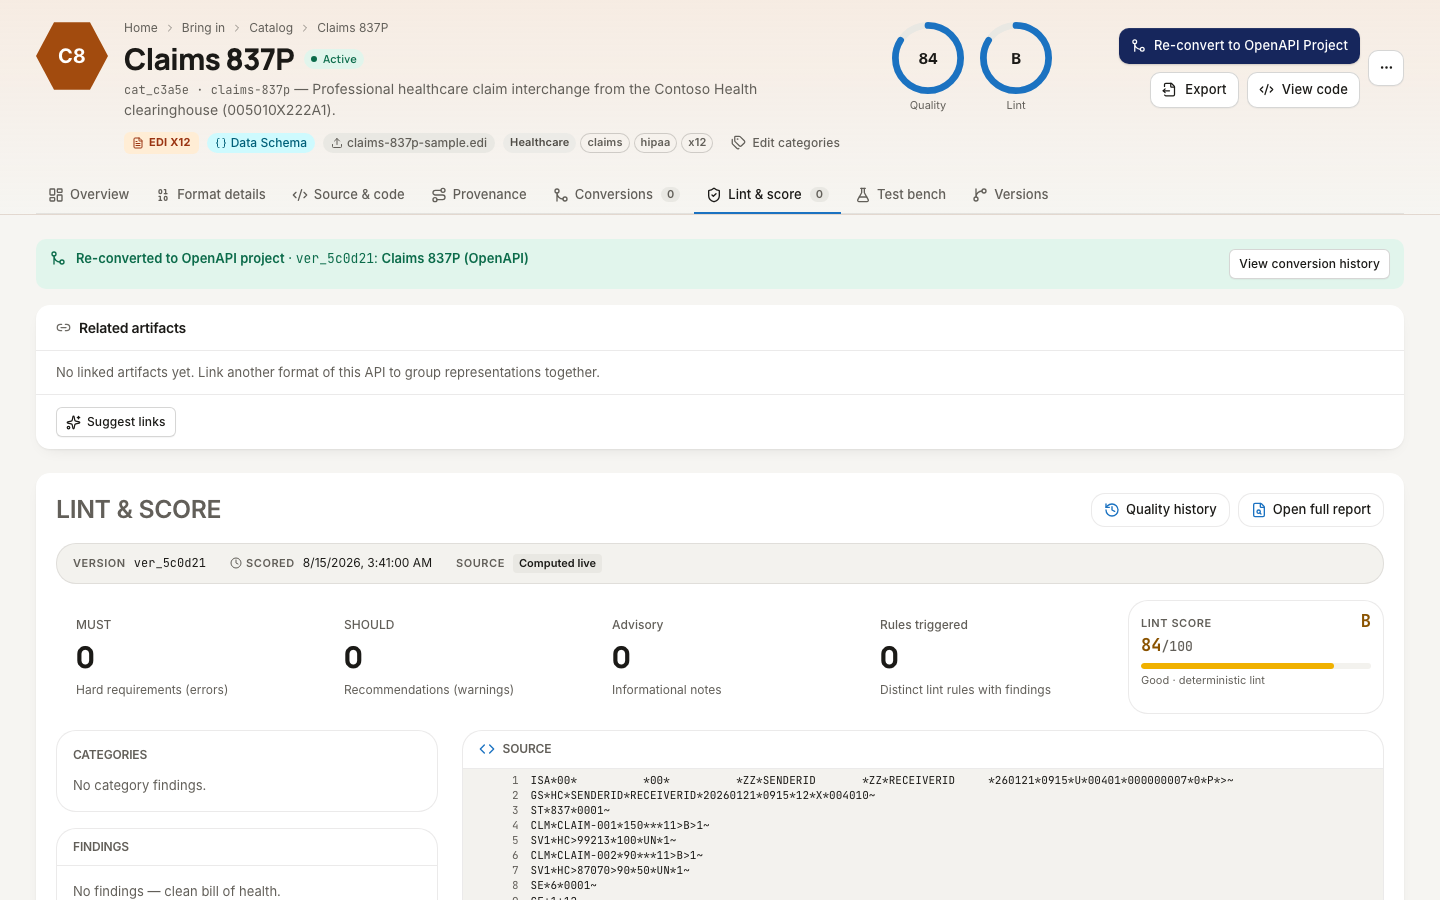 Home > Bring in > Catalog > Claims 837P
C8
Claims 837P
Active
cat_c3a5e · claims-837p — Professional healthcare claim interchange from the Contoso Health
clearinghouse (005010X222A1).
EDI X12
{} Data Schema
claims-837p-sample.edi
Healthcare
claims
hipaa
x12
Edit categories
84
Quality
B
Lint
Re-convert to OpenAPI Project
Export
View code
...
Overview
Format details
Source & code
Provenance
Conversions 0
Lint & score 0
Test bench
Versions
Re-converted to OpenAPI project · ver_5c0d21: Claims 837P (OpenAPI)
View conversion history
Related artifacts
No linked artifacts yet. Link another format of this API to group representations together.
Suggest links
LINT & SCORE
Quality history
Open full report
VERSION ver_5c0d21 SCORED 8/15/2026, 3:41:00 AM SOURCE Computed live
MUST
0
Hard requirements (errors)
SHOULD
0
Recommendations (warnings)
Advisory
0
Informational notes
Rules triggered
0
Distinct lint rules with findings
LINT SCORE B
84/100
Good · deterministic lint
CATEGORIES
No category findings.
FINDINGS
No findings — clean bill of health.
SOURCE
1 ISA*00*          *00*          *ZZ*SENDERID       *ZZ*RECEIVERID     *260121*0915*U*00401*000000007*0*P*>~
2 GS*HC*SENDERID*RECEIVERID*20260121*0915*12*X*004010~
3 ST*837*0001~
4 CLM*CLAIM-001*150***11>B>1~
5 SV1*HC>99213*100*UN*1~
6 CLM*CLAIM-002*90***11>B>1~
7 SV1*HC>87070>90*50*UN*1~
8 SE*6*0001~